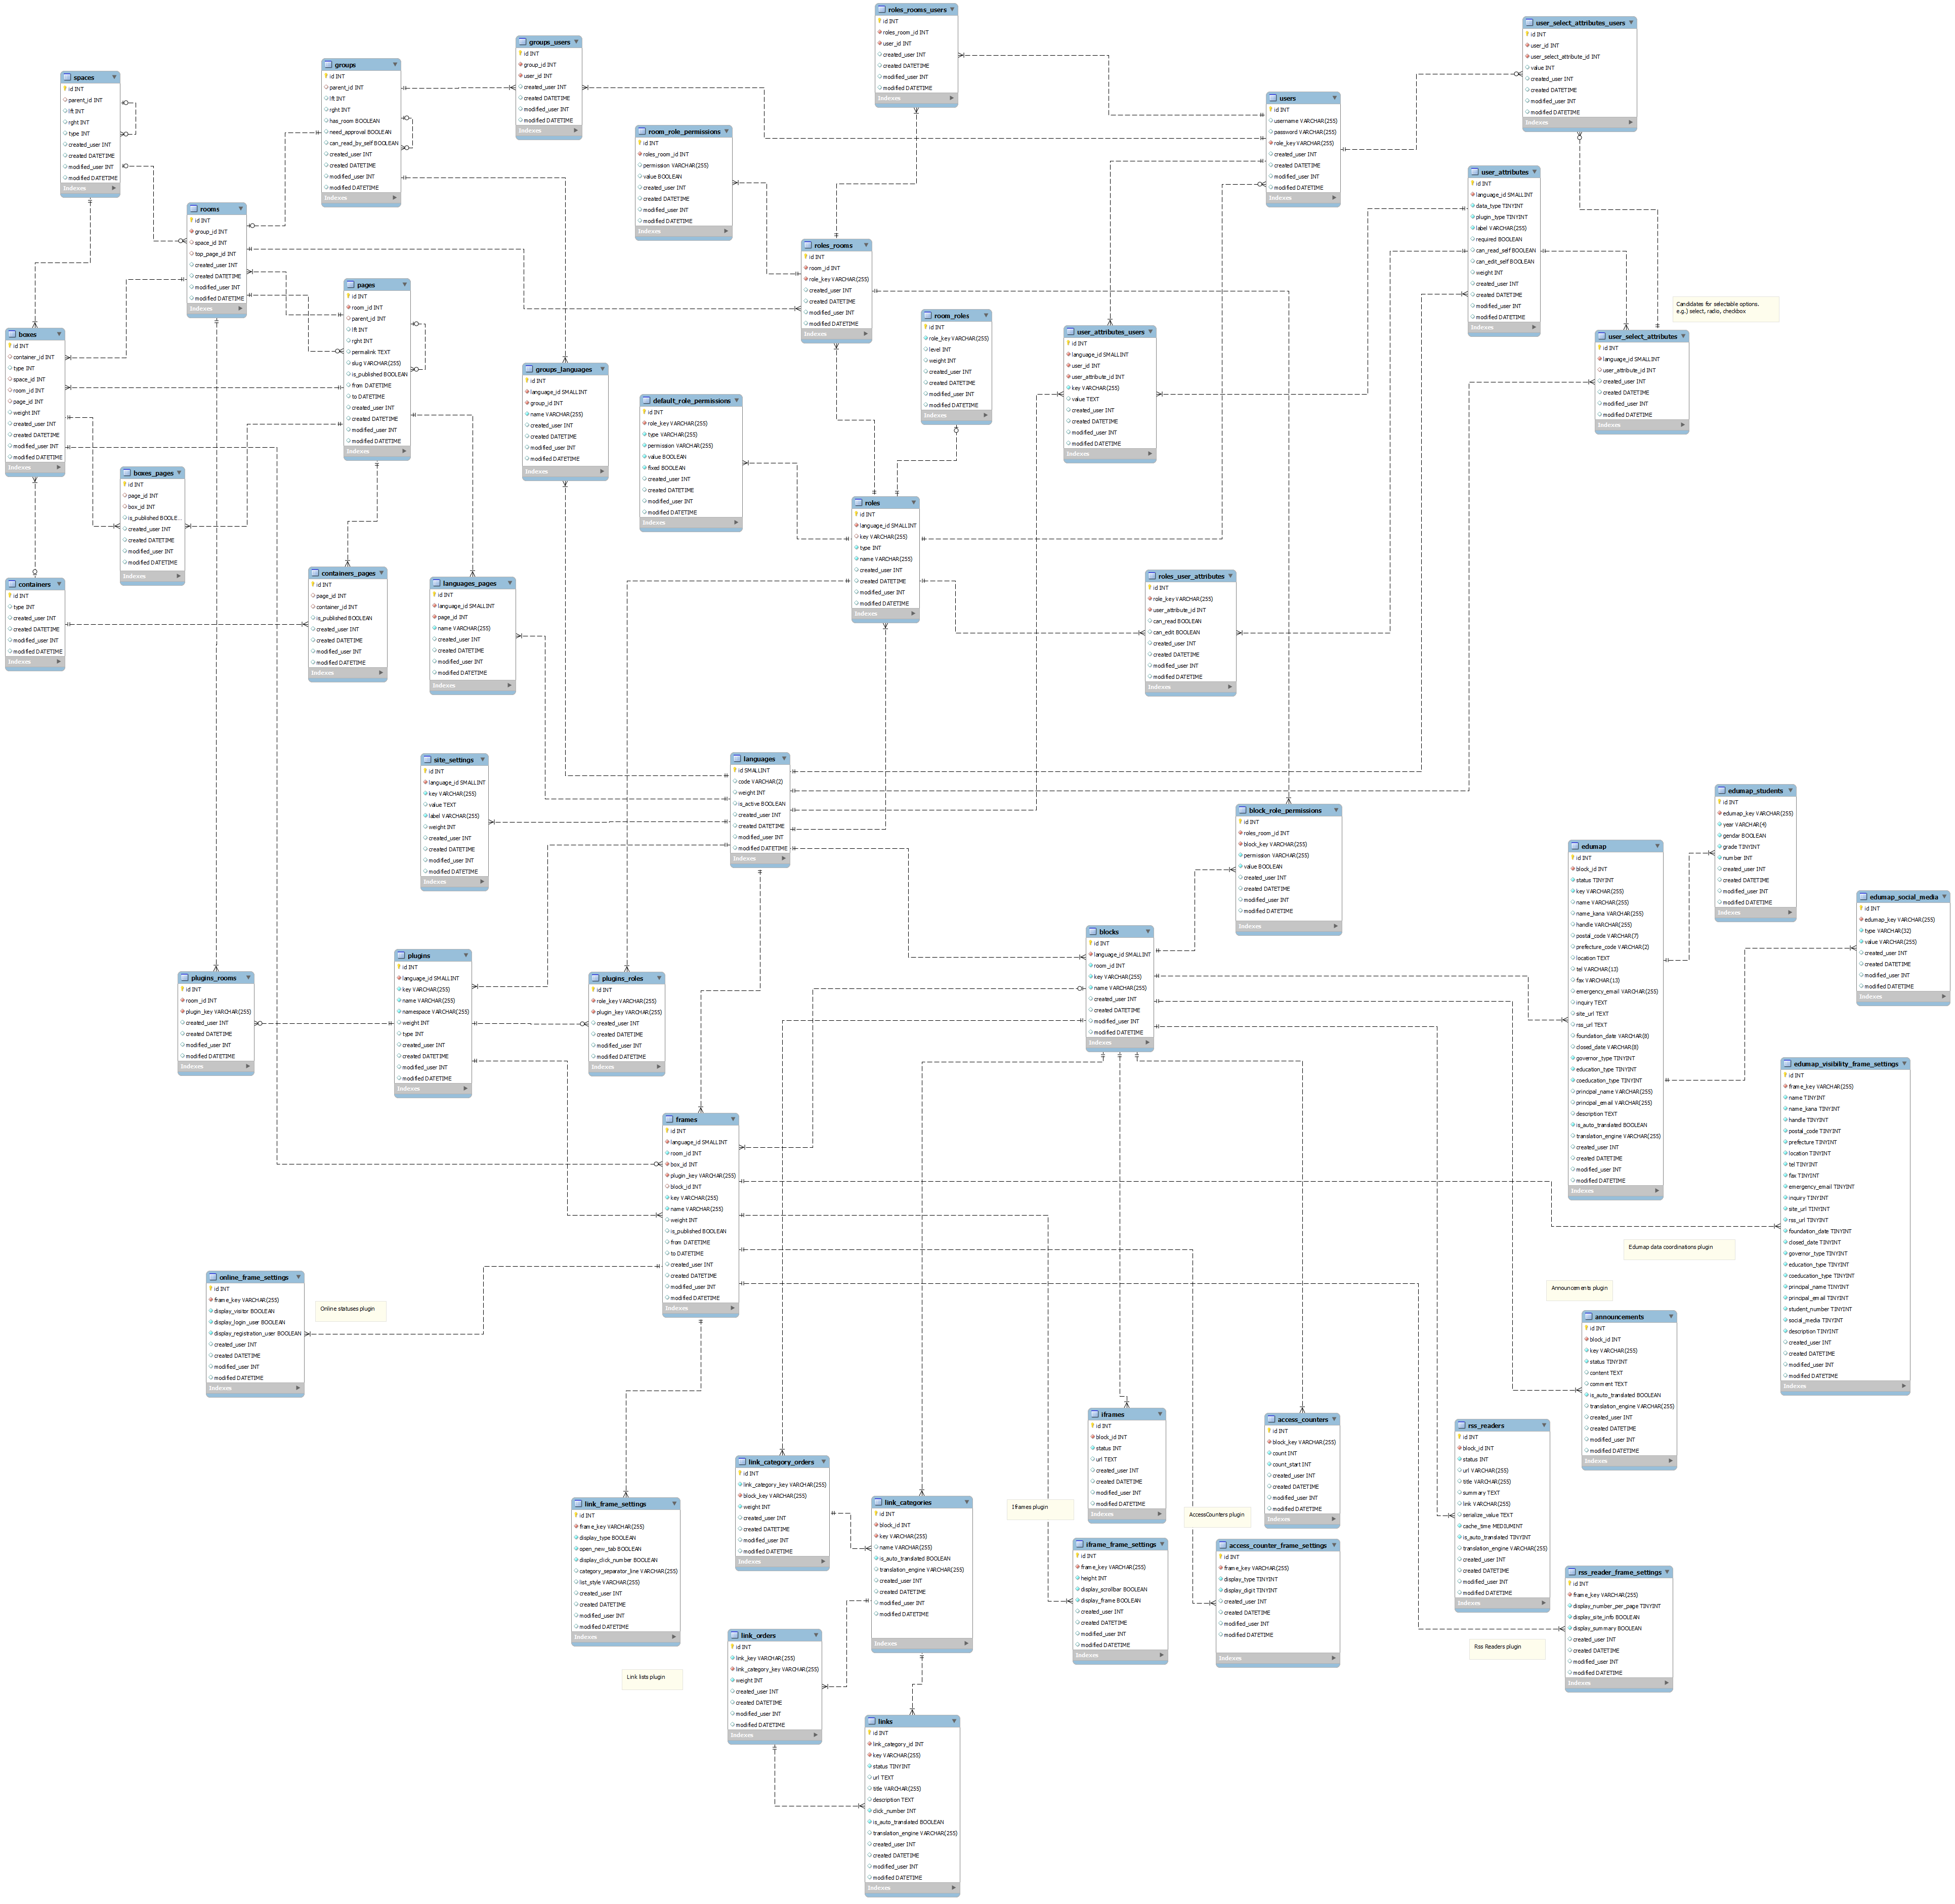 spaces
id INT
parent_id INT
lft INT
rght INT
type INT
created_user INT
created DATETIME
modified_user INT
modified DATETIME
Indexes
groups
id INT
parent_id INT
lft INT
rght INT
has_room BOOLEAN
need_approval BOOLEAN
can_read_by_self BOOLEAN
created_user INT
created DATETIME
modified_user INT
modified DATETIME
Indexes
groups_users
id INT
group_id INT
user_id INT
created_user INT
created DATETIME
modified_user INT
modified DATETIME
Indexes
roles_rooms_users
id INT
roles_room_id INT
user_id INT
created_user INT
created DATETIME
modified_user INT
modified DATETIME
Indexes
users
id INT
username VARCHAR(255)
password VARCHAR(255)
role_key VARCHAR(255)
created_user INT
created DATETIME
modified_user INT
modified DATETIME
Indexes
user_select_attributes_users
id INT
user_id INT
user_select_attribute_id INT
value INT
created_user INT
created DATETIME
modified_user INT
modified DATETIME
Indexes
room_role_permissions
id INT
roles_room_id INT
permission VARCHAR(255)
value BOOLEAN
created_user INT
created DATETIME
modified_user INT
modified DATETIME
Indexes
user_attributes
id INT
language_id SMALLINT
data_type TINYINT
plugin_type TINYINT
label VARCHAR(255)
required BOOLEAN
can_read_self BOOLEAN
can_edit_self BOOLEAN
weight INT
created_user INT
created DATETIME
modified_user INT
modified DATETIME
Indexes
rooms
id INT
group_id INT
space_id INT
top_page_id INT
created_user INT
created DATETIME
modified_user INT
modified DATETIME
Indexes
roles_rooms
id INT
room_id INT
role_key VARCHAR(255)
created_user INT
created DATETIME
modified_user INT
modified DATETIME
Indexes
pages
id INT
room_id INT
parent_id INT
lft INT
rght INT
permalink TEXT
slug VARCHAR(255)
is_published BOOLEAN
from DATETIME
to DATETIME
created_user INT
created DATETIME
modified_user INT
modified DATETIME
Indexes
Candidates for selectable options.
e.g.) select, radio, checkbox
boxes
id INT
container_id INT
type INT
space_id INT
room_id INT
page_id INT
weight INT
created_user INT
created DATETIME
modified_user INT
modified DATETIME
Indexes
room_roles
id INT
role_key VARCHAR(255)
level INT
weight INT
created_user INT
created DATETIME
modified_user INT
modified DATETIME
Indexes
user_attributes_users
id INT
language_id SMALLINT
user_id INT
user_attribute_id INT
key VARCHAR(255)
value TEXT
created_user INT
created DATETIME
modified_user INT
modified DATETIME
Indexes
user_select_attributes
id INT
language_id SMALLINT
user_attribute_id INT
created_user INT
created DATETIME
modified_user INT
modified DATETIME
Indexes
groups_languages
id INT
language_id SMALLINT
group_id INT
name VARCHAR(255)
created_user INT
created DATETIME
modified_user INT
modified DATETIME
Indexes
default_role_permissions
id INT
role_key VARCHAR(255)
type VARCHAR(255)
permission VARCHAR(255)
value BOOLEAN
fixed BOOLEAN
created_user INT
created DATETIME
modified_user INT
modified DATETIME
Indexes
boxes_pages
id INT
page_id INT
box_id INT
is_published BOOLE...
created_user INT
created DATETIME
modified_user INT
modified DATETIME
Indexes
roles
id INT
language_id SMALLINT
key VARCHAR(255)
type INT
name VARCHAR(255)
created_user INT
created DATETIME
modified_user INT
modified DATETIME
Indexes
containers
id INT
type INT
created_user INT
created DATETIME
modified_user INT
modified DATETIME
Indexes
containers_pages
id INT
page_id INT
container_id INT
is_published BOOLEAN
created_user INT
created DATETIME
modified_user INT
modified DATETIME
Indexes
languages_pages
id INT
language_id SMALLINT
page_id INT
name VARCHAR(255)
created_user INT
created DATETIME
modified_user INT
modified DATETIME
Indexes
roles_user_attributes
id INT
role_key VARCHAR(255)
user_attribute_id INT
can_read BOOLEAN
can_edit BOOLEAN
created_user INT
created DATETIME
modified_user INT
modified DATETIME
Indexes
site_settings
id INT
language_id SMALLINT
key VARCHAR(255)
value TEXT
label VARCHAR(255)
weight INT
created_user INT
created DATETIME
modified_user INT
modified DATETIME
Indexes
languages
id SMALLINT
code VARCHAR(2)
weight INT
is_active BOOLEAN
created_user INT
created DATETIME
modified_user INT
modified DATETIME
Indexes
block_role_permissions
id INT
roles_room_id INT
block_key VARCHAR(255)
permission VARCHAR(255)
value BOOLEAN
created_user INT
created DATETIME
modified_user INT
modified DATETIME
Indexes
edumap_students
id INT
edumap_key VARCHAR(255)
year VARCHAR(4)
gendar BOOLEAN
grade TINYINT
number INT
created_user INT
created DATETIME
modified_user INT
modified DATETIME
Indexes
edumap
id INT
block_id INT
status TINYINT
key VARCHAR(255)
name VARCHAR(255)
name_kana VARCHAR(255)
handle VARCHAR(255)
postal_code VARCHAR(7)
prefecture_code VARCHAR(2)
location TEXT
tel VARCHAR(13)
fax VARCHAR(13)
emergency_email VARCHAR(255)
inquiry TEXT
site_url TEXT
rss_url TEXT
foundation_date VARCHAR(8)
closed_date VARCHAR(8)
governor_type TINYINT
education_type TINYINT
coeducation_type TINYINT
principal_name VARCHAR(255)
principal_email VARCHAR(255)
description TEXT
is_auto_translated BOOLEAN
translation_engine VARCHAR(255)
created_user INT
created DATETIME
modified_user INT
modified DATETIME
Indexes
edumap_social_media
id INT
edumap_key VARCHAR(255)
type VARCHAR(32)
value VARCHAR(255)
created_user INT
created DATETIME
modified_user INT
modified DATETIME
Indexes
blocks
id INT
language_id SMALLINT
room_id INT
key VARCHAR(255)
name VARCHAR(255)
created_user INT
created DATETIME
modified_user INT
modified DATETIME
Indexes
plugins_rooms
id INT
room_id INT
plugin_key VARCHAR(255)
created_user INT
created DATETIME
modified_user INT
modified DATETIME
Indexes
plugins
id INT
language_id SMALLINT
key VARCHAR(255)
name VARCHAR(255)
namespace VARCHAR(255)
weight INT
type INT
created_user INT
created DATETIME
modified_user INT
modified DATETIME
Indexes
plugins_roles
id INT
role_key VARCHAR(255)
plugin_key VARCHAR(255)
created_user INT
created DATETIME
modified_user INT
modified DATETIME
Indexes
edumap_visibility_frame_settings
id INT
frame_key VARCHAR(255)
name TINYINT
name_kana TINYINT
handle TINYINT
postal_code TINYINT
prefecture TINYINT
location TINYINT
tel TINYINT
fax TINYINT
emergency_email TINYINT
inquiry TINYINT
site_url TINYINT
rss_url TINYINT
foundation_date TINYINT
closed_date TINYINT
governor_type TINYINT
education_type TINYINT
coeducation_type TINYINT
principal_name TINYINT
principal_email TINYINT
student_number TINYINT
social_media TINYINT
description TINYINT
created_user INT
created DATETIME
modified_user INT
modified DATETIME
Indexes
frames
id INT
language_id SMALLINT
room_id INT
box_id INT
plugin_key VARCHAR(255)
block_id INT
key VARCHAR(255)
name VARCHAR(255)
weight INT
is_published BOOLEAN
from DATETIME
to DATETIME
created_user INT
created DATETIME
modified_user INT
modified DATETIME
Indexes
Edumap data coordinations plugin
online_frame_settings
id INT
frame_key VARCHAR(255)
display_visitor BOOLEAN
display_login_user BOOLEAN
display_registration_user BOOLEAN
created_user INT
created DATETIME
modified_user INT
modified DATETIME
Indexes
Online statuses plugin
Announcements plugin
announcements
id INT
block_id INT
key VARCHAR(255)
status TINYINT
content TEXT
comment TEXT
is_auto_translated BOOLEAN
translation_engine VARCHAR(255)
created_user INT
created DATETIME
modified_user INT
modified DATETIME
Indexes
iframes
id INT
block_id INT
status INT
url TEXT
created_user INT
created DATETIME
modified_user INT
modified DATETIME
Indexes
access_counters
id INT
block_key VARCHAR(255)
count INT
count_start INT
created_user INT
created DATETIME
modified_user INT
modified DATETIME
Indexes
rss_readers
id INT
block_id INT
status INT
url VARCHAR(255)
title VARCHAR(255)
summary TEXT
link VARCHAR(255)
serialize_value TEXT
cache_time MEDIUMINT
is_auto_translated TINYINT
translation_engine VARCHAR(255)
created_user INT
created DATETIME
modified_user INT
modified DATETIME
Indexes
link_category_orders
id INT
link_category_key VARCHAR(255)
block_key VARCHAR(255)
weight INT
created_user INT
created DATETIME
modified_user INT
modified DATETIME
Indexes
link_frame_settings
id INT
frame_key VARCHAR(255)
display_type BOOLEAN
open_new_tab BOOLEAN
display_click_number BOOLEAN
category_separator_line VARCHAR(255)
list_style VARCHAR(255)
created_user INT
created DATETIME
modified_user INT
modified DATETIME
Indexes
link_categories
id INT
block_id INT
key VARCHAR(255)
name VARCHAR(255)
is_auto_translated BOOLEAN
translation_engine VARCHAR(255)
created_user INT
created DATETIME
modified_user INT
modified DATETIME
Indexes
Iframes plugin
AccessCounters plugin
iframe_frame_settings
id INT
frame_key VARCHAR(255)
height INT
display_scrollbar BOOLEAN
display_frame BOOLEAN
created_user INT
created DATETIME
modified_user INT
modified DATETIME
Indexes
access_counter_frame_settings
id INT
frame_key VARCHAR(255)
display_type TINYINT
display_digit TINYINT
created_user INT
created DATETIME
modified_user INT
modified DATETIME
Indexes
rss_reader_frame_settings
id INT
frame_key VARCHAR(255)
display_number_per_page TINYINT
display_site_info BOOLEAN
display_summary BOOLEAN
created_user INT
created DATETIME
modified_user INT
modified DATETIME
Indexes
Rss Readers plugin
Link lists plugin
link_orders
id INT
link_key VARCHAR(255)
link_category_key VARCHAR(255)
weight INT
created_user INT
created DATETIME
modified_user INT
modified DATETIME
Indexes
links
id INT
link_category_id INT
key VARCHAR(255)
status TINYINT
url TEXT
title VARCHAR(255)
description TEXT
click_number INT
is_auto_translated BOOLEAN
translation_engine VARCHAR(255)
created_user INT
created DATETIME
modified_user INT
modified DATETIME
Indexes